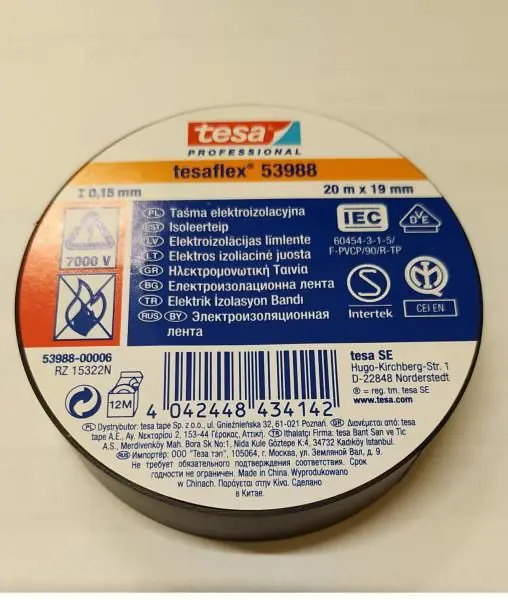 tesa
PROFESSIONAL
tesaflex® 53988
0,15 mm
20 m x 19 mm
PL Taśma elektroizolacyjna
EST Isoleerteip
LV Elektroizolācijas līmlente
LT Elektros izoliacinė juosta
GR Ηλεκτρομονωτική Ταινία
BG Електроизолационна лента
TR Elektrik İzolasyon Bandı
RUS BY Электроизоляционная
лента
7000 V
IEC
VDE
60454-3-1-5/
F-PVCP/90/R-TP
S
Intertek
CEI EN
53988-00006
RZ 15322N
12M
4 042448 434142
tesa SE
Hugo-Kirchberg-Str. 1
D-22848 Norderstedt
® = reg. tm. tesa SE
www.tesa.com
PL Dystrybutor: tesa tape Sp. z o.o., ul. Gnieźnieńska 32, 61-021 Poznań. GR Διανέμεται από: tesa
tape A.E., Αγ. Νεκταρίου 2, 153-44 Γέρακας, Αττική. TR İthalatçı Firma: tesa Bant San ve Tic
A.S. Merdivenköy Mah. Bora Sk No:1, Nida Kule Göztepe K:4, 34732 Kadıköy İstanbul.
RUS Импортер: ООО "Теза тэп", 105064, г. Москва, ул. Земляной Вал, д. 9.
Не требует обязательного подтверждения соответствия. Срок
годности не ограничен. Made in China. Wyprodukowano
w Chinach. Παράγεται στην Κίνα. Сделано
в Китае.